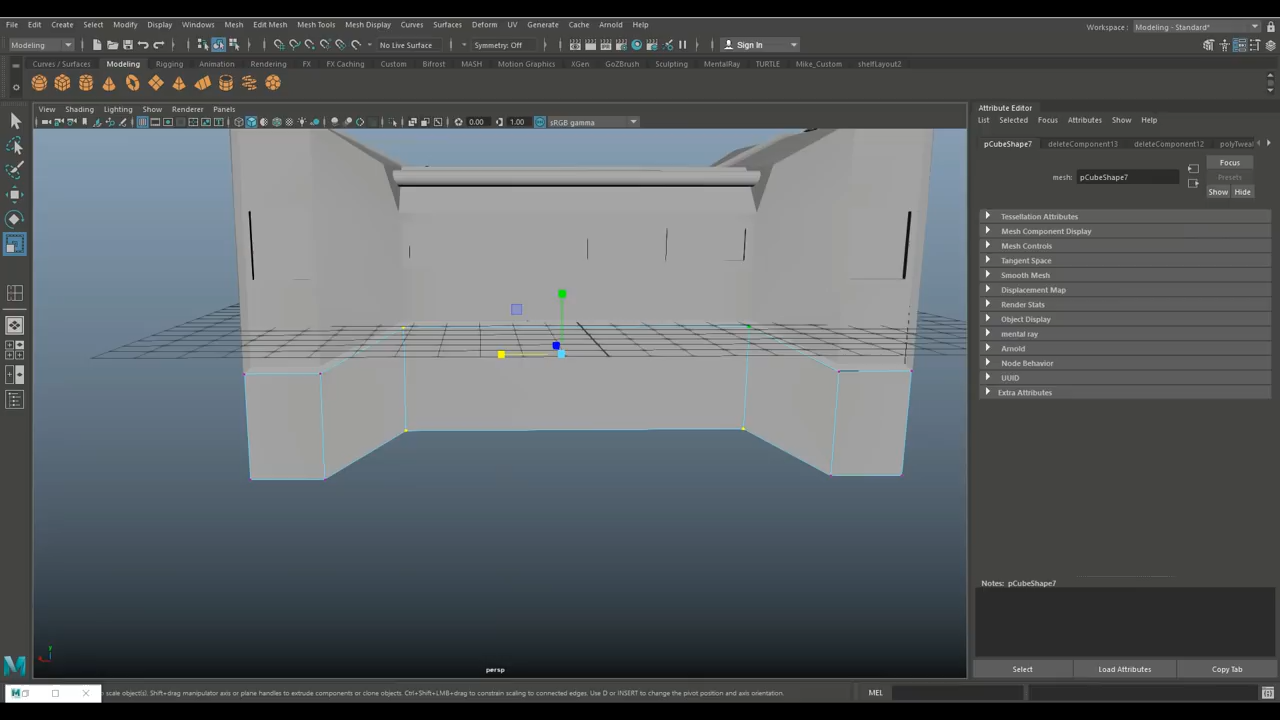 File Edit Create Select Modify Display Windows Mesh Edit Mesh Mesh Tools Mesh Display Curves Surfaces Deform UV Generate Cache Arnold Help
Workspace : Modeling - Standard*
Modeling No Live Surface Symmetry: Off Sign In
Curves / Surfaces Modeling Rigging Animation Rendering FX FX Caching Custom Bifrost MASH Motion Graphics XGen GoZBrush Sculpting MentalRay TURTLE Mike_Custom shelfLayout2
View Shading Lighting Show Renderer Panels
0.00 1.00 sRGB gamma
persp
Attribute Editor
List Selected Focus Attributes Show Help
pCubeShape7 deleteComponent13 deleteComponent12
Focus
mesh: pCubeShape7
Presets
Show Hide
Tessellation Attributes
Mesh Component Display
Mesh Controls
Tangent Space
Smooth Mesh
Displacement Map
Render Stats
Object Display
mental ray
Arnold
Node Behavior
UUID
Extra Attributes
Notes: pCubeShape7
Select Load Attributes Copy Tab
scale object(s). Shift+drag manipulator axis or plane handles to extrude components or clone objects. Ctrl+Shift+LMB+drag to constrain scaling to connected edges. Use D or INSERT to change the pivot position and axis orientation.
MEL